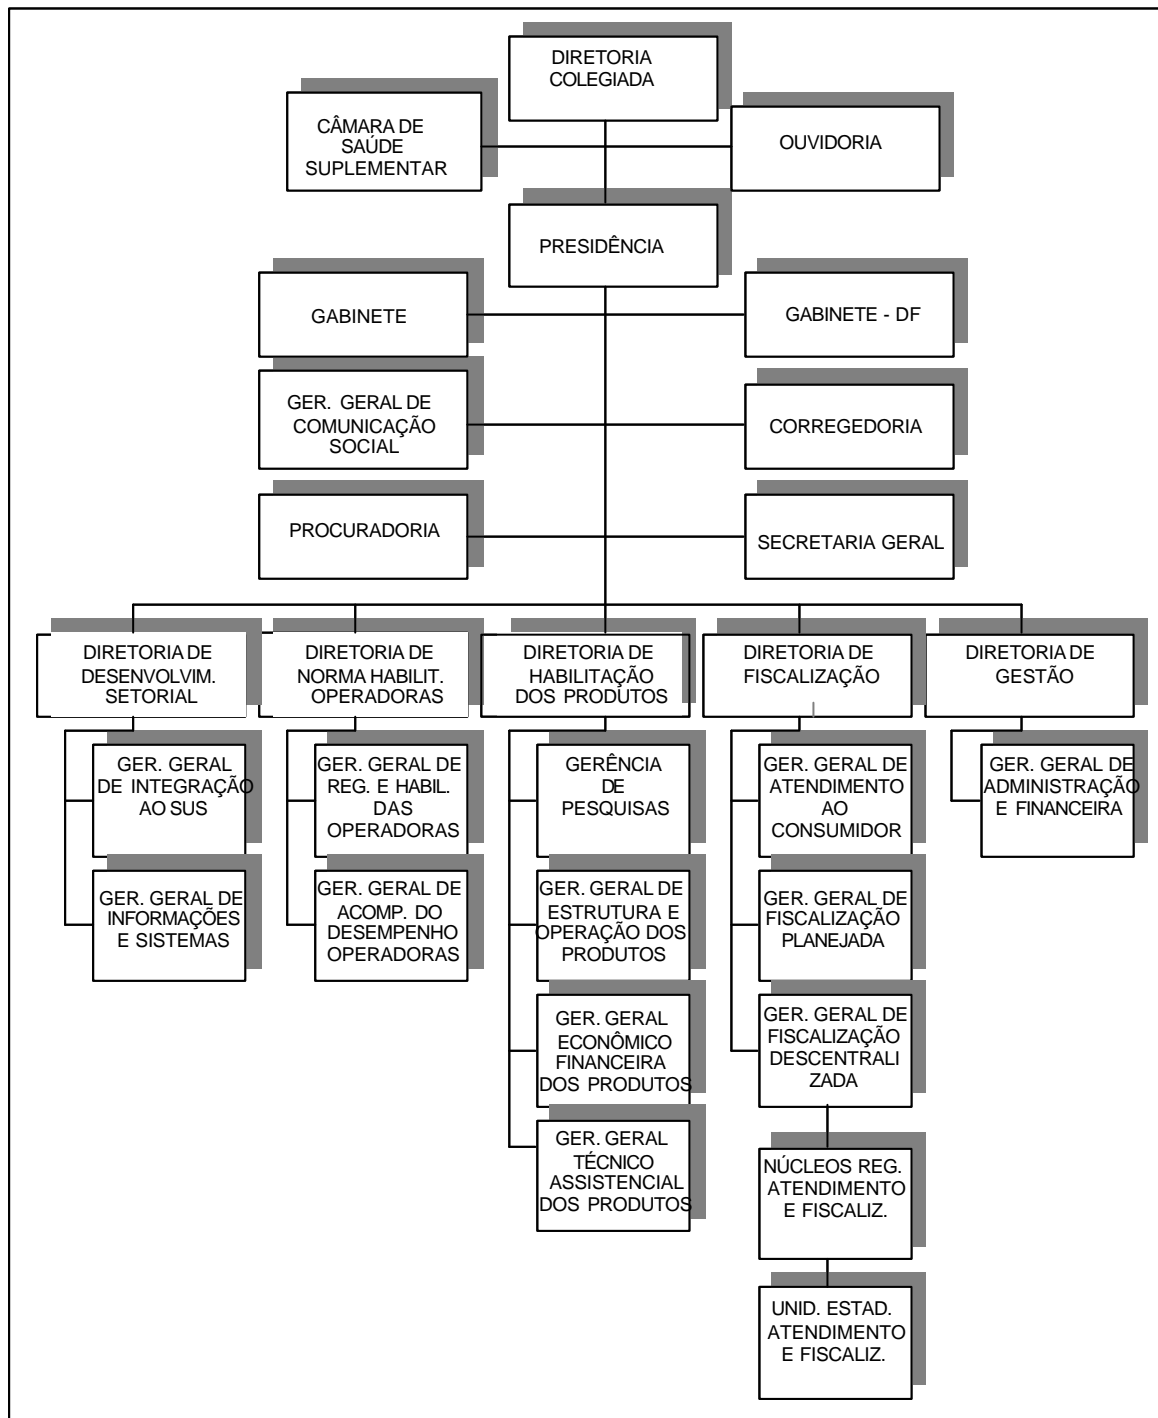 DIRETORIA
COLEGIADA
CÂMARA DE
SAÚDE
SUPLEMENTAR
OUVIDORIA
PRESIDÊNCIA
GABINETE
GABINETE - DF
GER. GERAL DE
COMUNICAÇÃO
SOCIAL
CORREGEDORIA
PROCURADORIA
SECRETARIA GERAL
DIRETORIA DE
DESENVOLVIM.
SETORIAL
DIRETORIA DE
NORMA HABILIT.
OPERADORAS
DIRETORIA DE
HABILITAÇÃO
DOS PRODUTOS
DIRETORIA DE
FISCALIZAÇÃO
DIRETORIA DE
GESTÃO
GER. GERAL
DE INTEGRAÇÃO
AO SUS
GER. GERAL DE
REG. E HABIL.
DAS
OPERADORAS
GERÊNCIA
DE
PESQUISAS
GER. GERAL DE
ATENDIMENTO
AO
CONSUMIDOR
GER. GERAL DE
ADMINISTRAÇÃO
E FINANCEIRA
GER. GERAL DE
INFORMAÇÕES
E SISTEMAS
GER. GERAL DE
ACOMP. DO
DESEMPENHO
OPERADORAS
GER. GERAL DE
ESTRUTURA E
OPERAÇÃO DOS
PRODUTOS
GER. GERAL DE
FISCALIZAÇÃO
PLANEJADA
GER. GERAL
ECONÔMICO
FINANCEIRA
DOS PRODUTOS
GER. GERAL DE
FISCALIZAÇÃO
DESCENTRALI
ZADA
GER. GERAL
TÉCNICO
ASSISTENCIAL
DOS PRODUTOS
NÚCLEOS REG.
ATENDIMENTO
E FISCALIZ.
UNID. ESTAD.
ATENDIMENTO
E FISCALIZ.